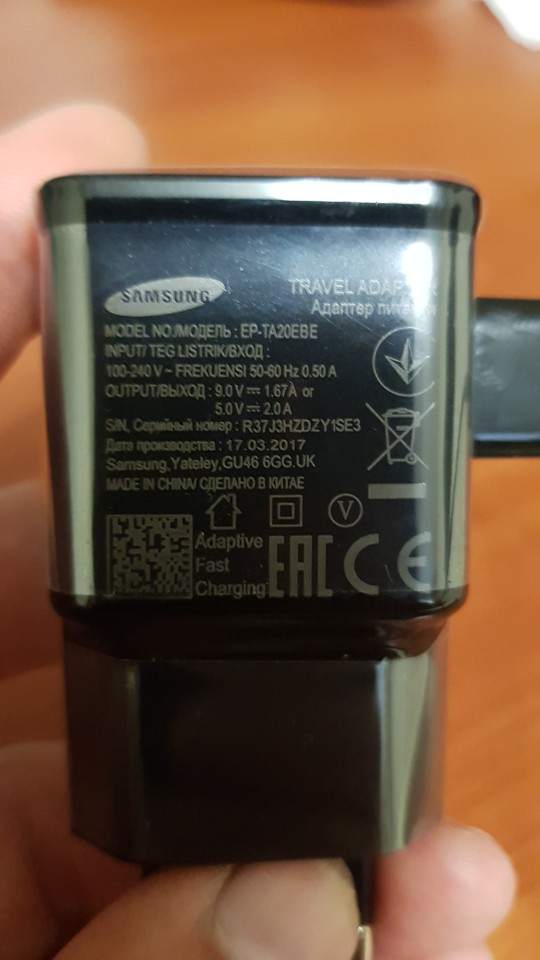 SAMSUNG
TRAVEL ADAPTER
Адаптер питания
MODEL NO./МОДЕЛЬ : EP-TA20EBE
INPUT/ TEG LISTRIK/ВХОД :
100-240 V ~ FREKUENSI 50-60 Hz 0.50 A
OUTPUT/ВЫХОД : 9.0 V ⎓ 1.67A or
5.0 V ⎓ 2.0 A
S/N, Серийный номер : R37J3HZDZY1SE3
Дата производства : 17.03.2017
Samsung,Yateley,GU46 6GG.UK
MADE IN CHINA/ СДЕЛАНО В КИТАЕ
V
Adaptive
Fast
Charging
EAC CE